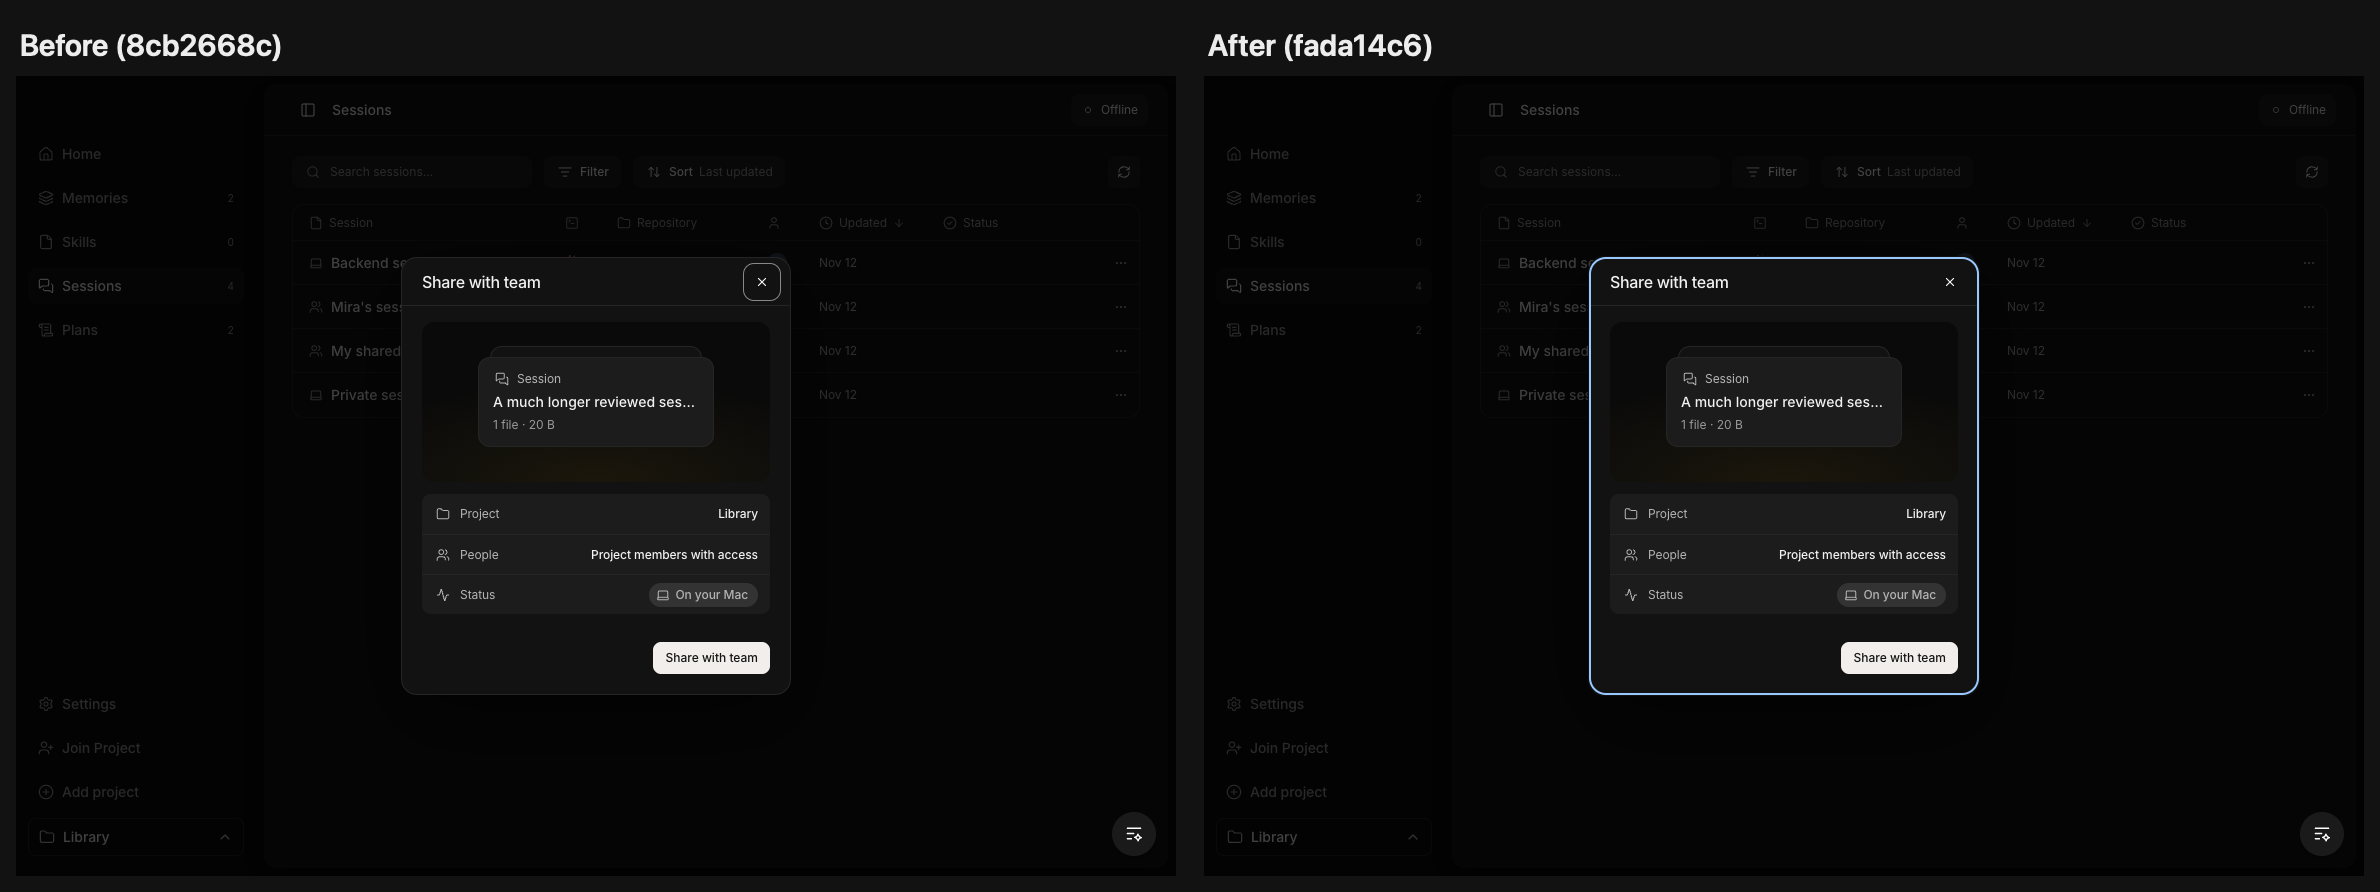 Before (8cb2668c)
Sessions
Offline
Home
Memories 2
Skills 0
Sessions 4
Plans 2
Search sessions...
Filter
Sort Last updated
Session Repository Updated Status
Backend se
Nov 12
Mira's ses
Nov 12
My shared
Nov 12
Private ses
Nov 12
Share with team
Session
A much longer reviewed ses...
1 file · 20 B
Project Library
People Project members with access
Status On your Mac
Share with team
Settings
Join Project
Add project
Library
After (fada14c6)
Sessions
Offline
Home
Memories 2
Skills 0
Sessions 4
Plans 2
Search sessions...
Filter
Sort Last updated
Session Repository Updated Status
Backend se
Nov 12
Mira's ses
Nov 12
My shared
Nov 12
Private ses
Nov 12
Share with team
Session
A much longer reviewed ses...
1 file · 20 B
Project Library
People Project members with access
Status On your Mac
Share with team
Settings
Join Project
Add project
Library